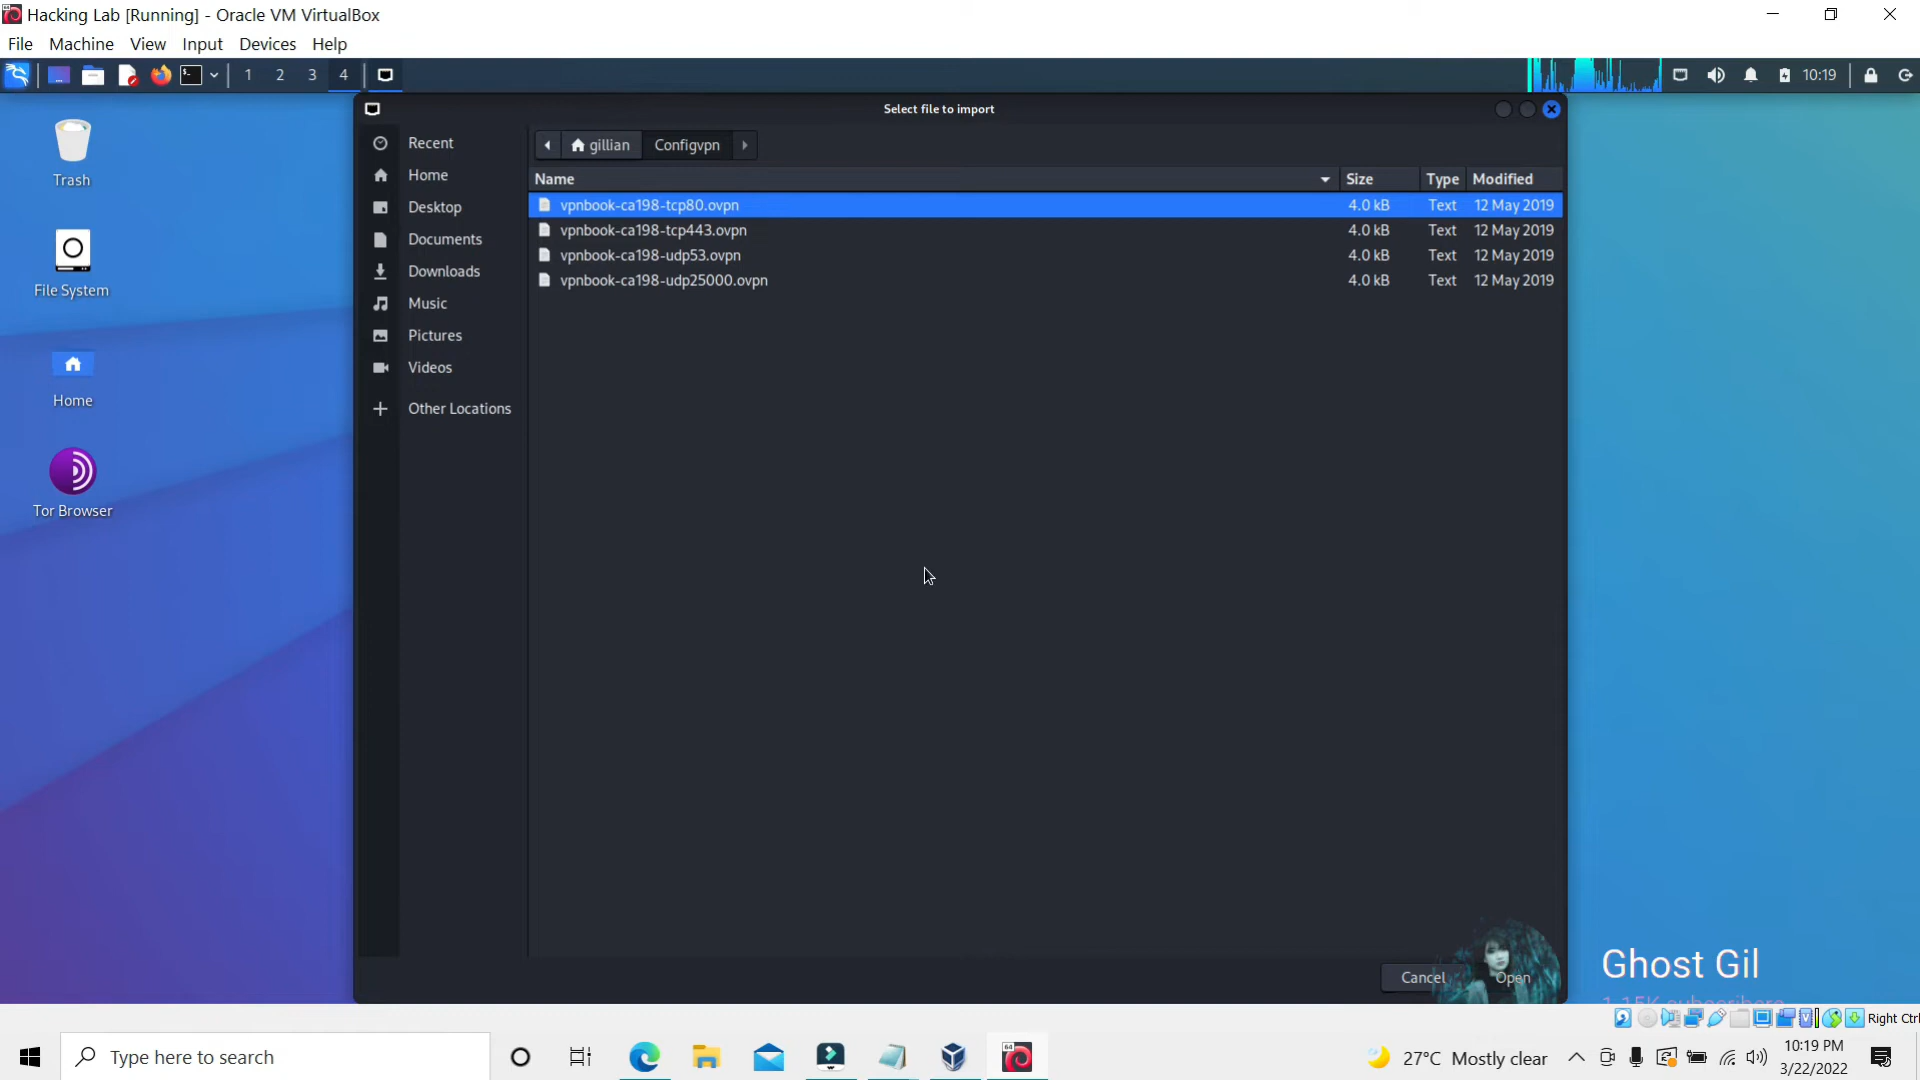 Hacking Lab [Running] - Oracle VM VirtualBox
File Machine View Input Devices Help
1 2 3 4 10:19
Select file to import
Trash
File System
Home
Tor Browser
Recent
Home
Desktop
Documents
Downloads
Music
Pictures
Videos
Other Locations
gillian Configvpn
Name Size Type Modified
vpnbook-ca198-tcp80.ovpn 4.0 kB Text 12 May 2019
vpnbook-ca198-tcp443.ovpn 4.0 kB Text 12 May 2019
vpnbook-ca198-udp53.ovpn 4.0 kB Text 12 May 2019
vpnbook-ca198-udp25000.ovpn 4.0 kB Text 12 May 2019
Cancel Open
Ghost Gil
Right Ctrl
Type here to search
27°C Mostly clear
10:19 PM
3/22/2022